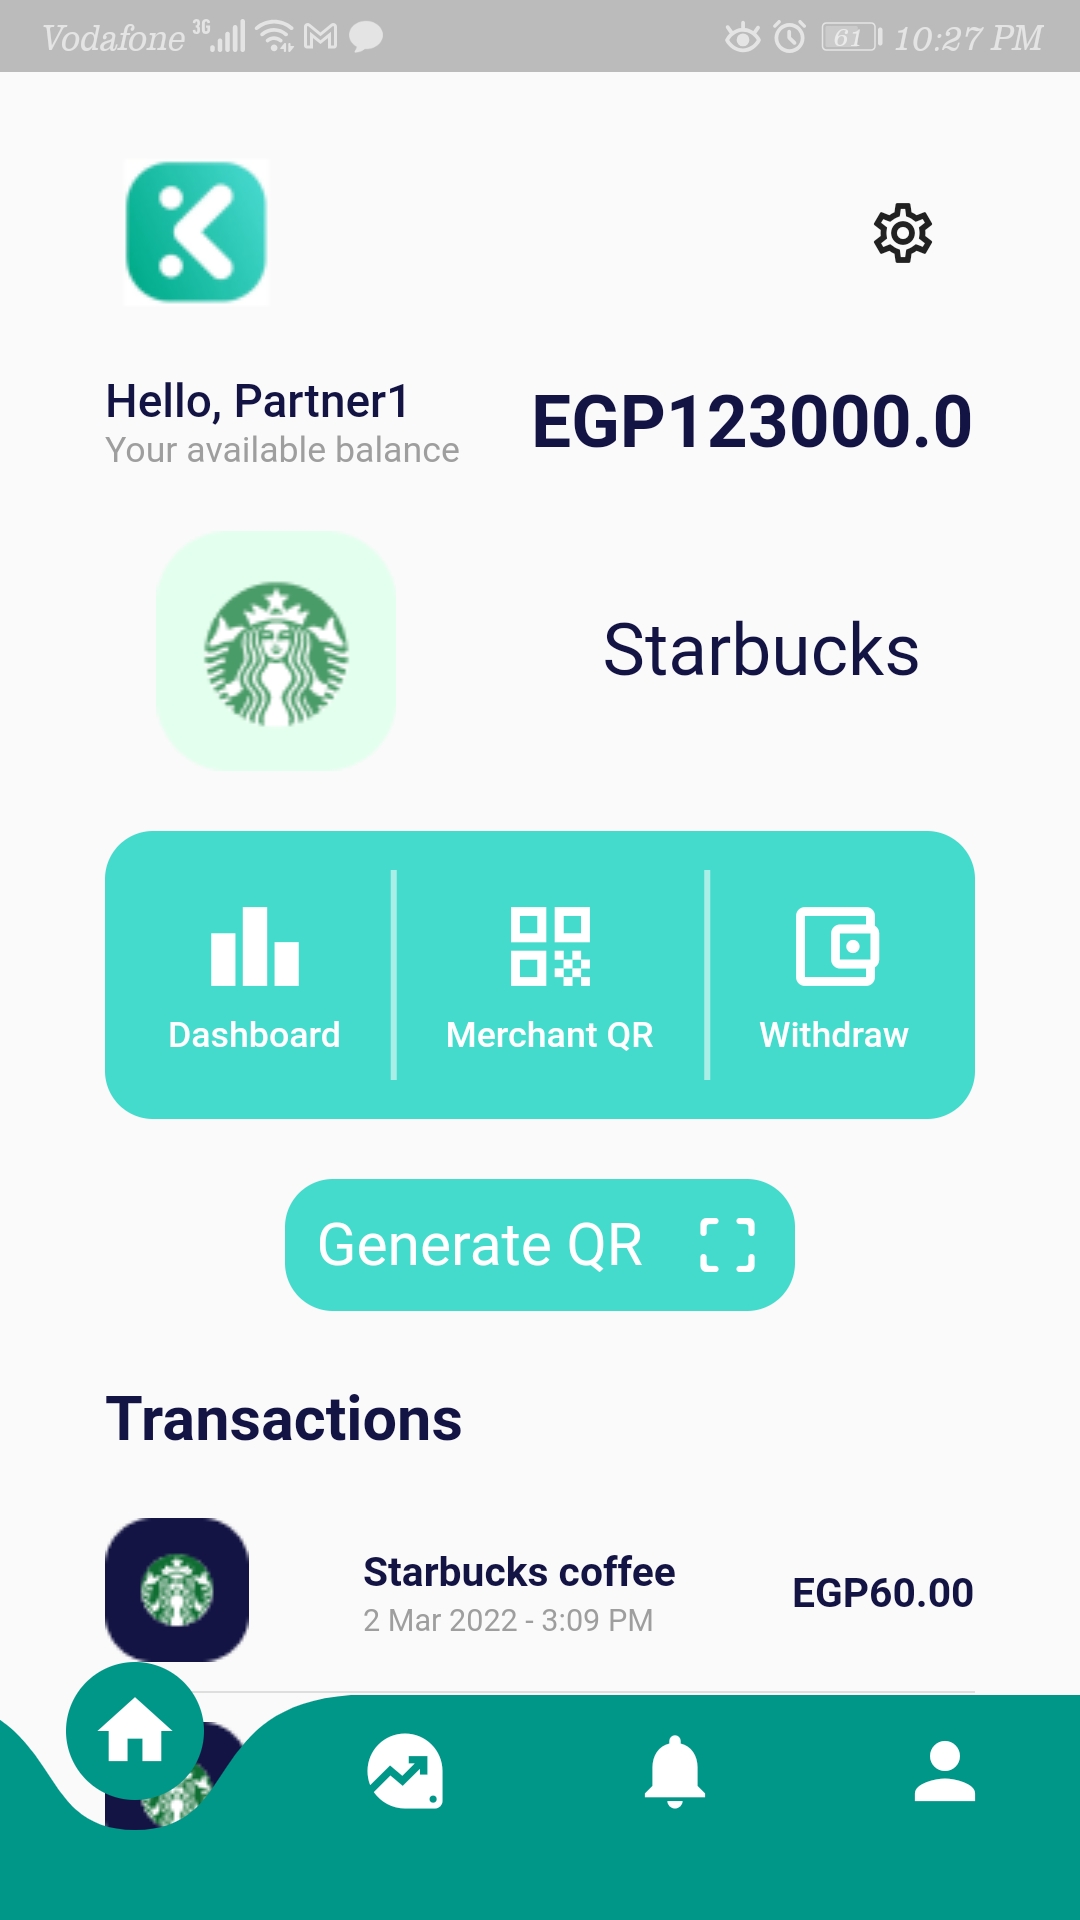 Vodafone 3G 61 10:27 PM
Hello, Partner1
Your available balance
EGP123000.0
Starbucks
Dashboard
Merchant QR
Withdraw
Generate QR
Transactions
Starbucks coffee
2 Mar 2022 - 3:09 PM
EGP60.00